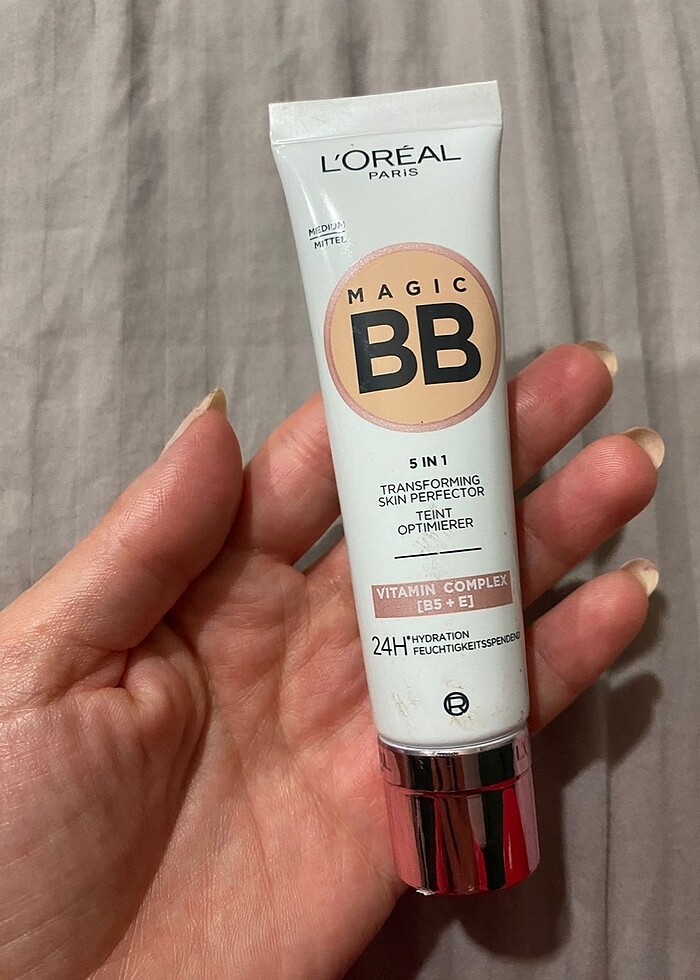 L'ORÉAL
PARIS
MEDIUM
MITTEL
MAGIC
BB
5 IN 1
TRANSFORMING
SKIN PERFECTOR
TEINT
OPTIMIERER
VITAMIN COMPLEX
[B5 + E]
24H* HYDRATION
FEUCHTIGKEITSSPENDEND
R